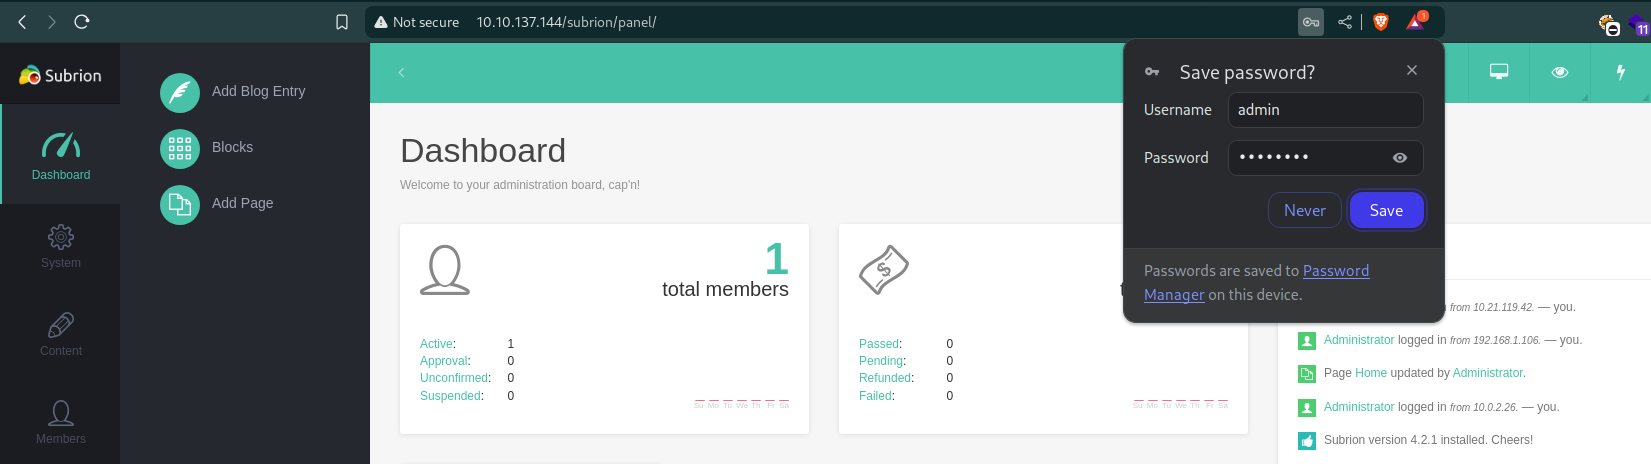 Not secure 10.10.137.144/subrion/panel/
1
11
Subrion
Dashboard
System
Content
Members
Add Blog Entry
Blocks
Add Page
Dashboard
Welcome to your administration board, cap'n!
1
total members
Active: 1
Approval: 0
Unconfirmed: 0
Suspended: 0
Su Mo Tu We Th Fr Sa
Passed: 0
Pending: 0
Refunded: 0
Failed: 0
Su Mo Tu We Th Fr Sa
Save password?
Username admin
Password ••••••••
Never Save
Passwords are saved to Password
Manager on this device.
from 10.21.119.42. — you.
Administrator logged in from 192.168.1.106. — you.
Page Home updated by Administrator.
Administrator logged in from 10.0.2.26. — you.
Subrion version 4.2.1 installed. Cheers!